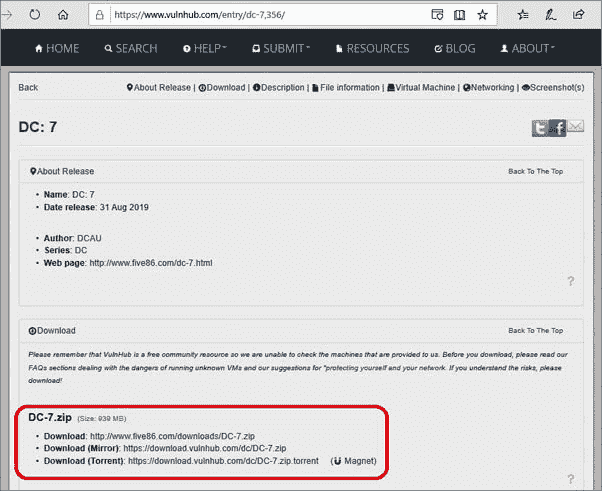 https://www.vulnhub.com/entry/dc-7,356/
HOME SEARCH HELP SUBMIT RESOURCES BLOG ABOUT
Back About Release | Download | Description | File information | Virtual Machine | Networking | Screenshot(s)
DC: 7
About Release Back To The Top
• Name: DC: 7
• Date release: 31 Aug 2019
• Author: DCAU
• Series: DC
• Web page: http://www.five86.com/dc-7.html
?
Download Back To The Top
Please remember that VulnHub is a free community resource so we are unable to check the machines that are provided to us. Before you download, please read our
FAQs sections dealing with the dangers of running unknown VMs and our suggestions for "protecting yourself and your network. If you understand the risks, please
download!
DC-7.zip (Size: 939 MB)
• Download: http://www.five86.com/downloads/DC-7.zip
• Download (Mirror): https://download.vulnhub.com/dc/DC-7.zip
• Download (Torrent): https://download.vulnhub.com/dc/DC-7.zip.torrent (Magnet)
?